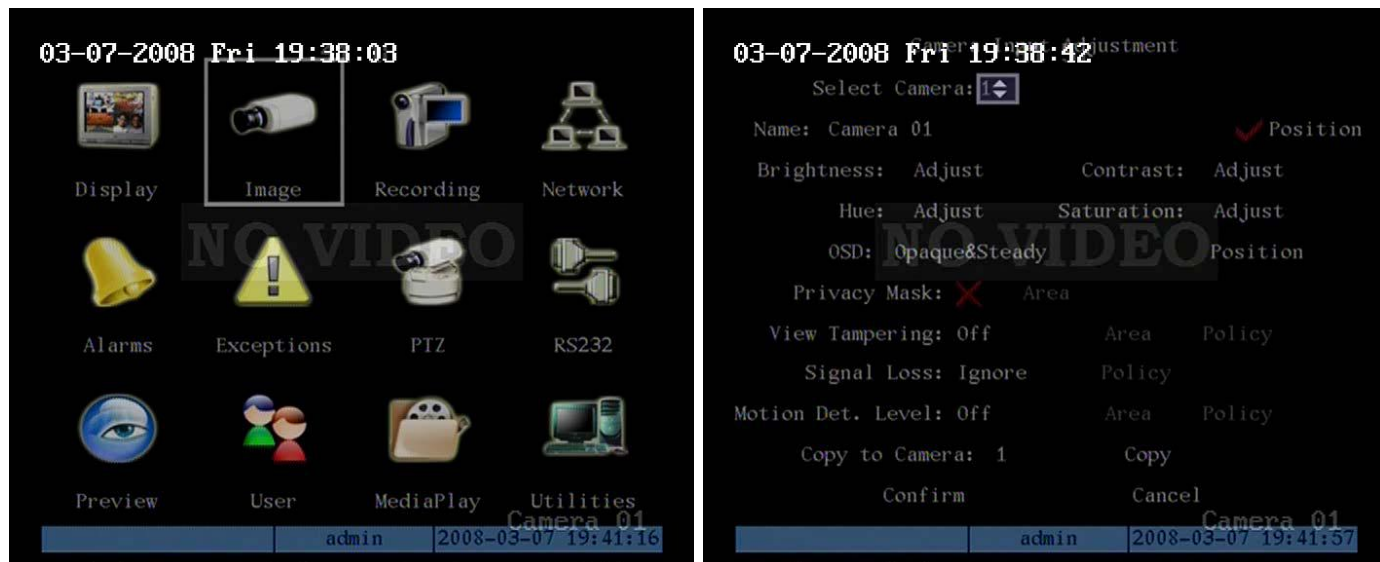 03-07-2008 Fri 19:38:03
Display Image Recording Network
NO VIDEO
Alarms Exceptions PTZ RS232
Preview User MediaPlay Utilities
Camera 01
admin 2008-03-07 19:41:16
Camera Input Adjustment
03-07-2008 Fri 19:38:42
Select Camera: 1
Name: Camera 01 Position
Brightness: Adjust Contrast: Adjust
Hue: Adjust Saturation: Adjust
NO VIDEO
OSD: Opaque&Steady Position
Privacy Mask: Area
View Tampering: Off Area Policy
Signal Loss: Ignore Policy
Motion Det. Level: Off Area Policy
Copy to Camera: 1 Copy
Confirm Cancel
Camera 01
admin 2008-03-07 19:41:57